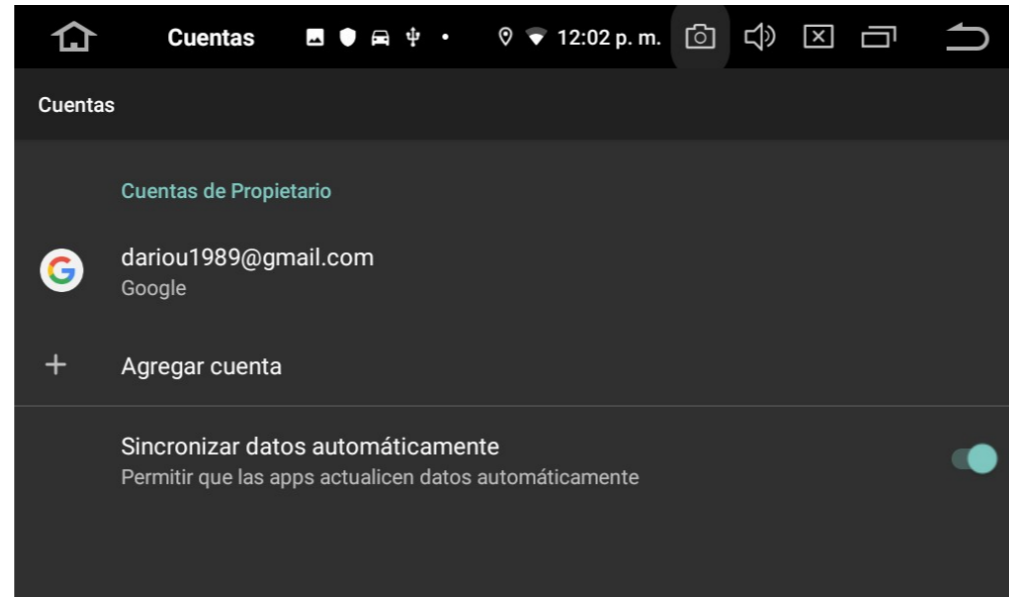 Cuentas 12:02 p. m.
Cuentas
Cuentas de Propietario
dariou1989@gmail.com
Google
Agregar cuenta
Sincronizar datos automáticamente
Permitir que las apps actualicen datos automáticamente